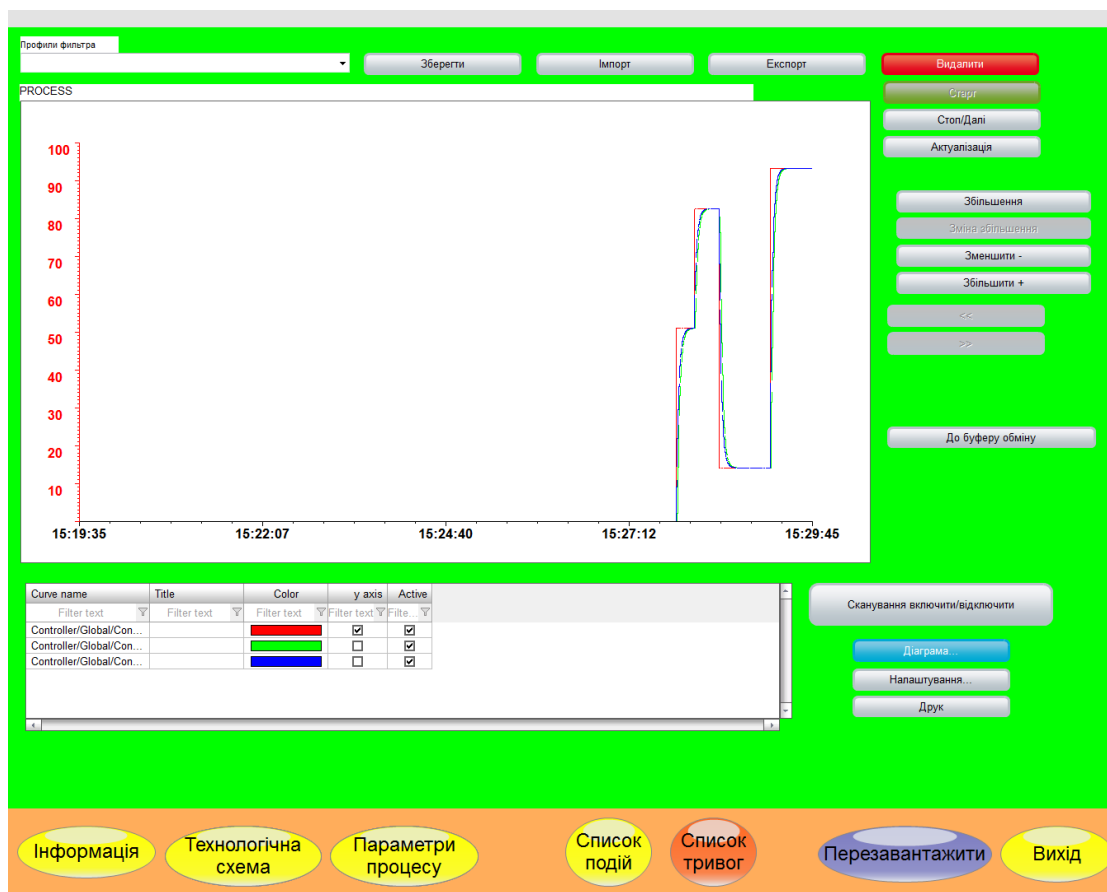 Профили фильтра
Зберегти
Імпорт
Експорт
Видалити
PROCESS
Старт
Стоп/Далі
Актуалізація
100
90
80
70
60
50
40
30
20
10
15:19:35
15:22:07
15:24:40
15:27:12
15:29:45
Збільшення
Зміна збільшення
Зменшити -
Збільшити +
<<
>>
До буферу обміну
Curve name Title Color y axis Active
Filter text Filter text Filter text Filter text Filte...
Controller/Global/Con...
Controller/Global/Con...
Controller/Global/Con...
Сканування включити/відключити
Діаграма...
Налаштування...
Друк
Інформація
Технологічна
схема
Параметри
процесу
Список
подій
Список
тривог
Перезавантажити
Вихід